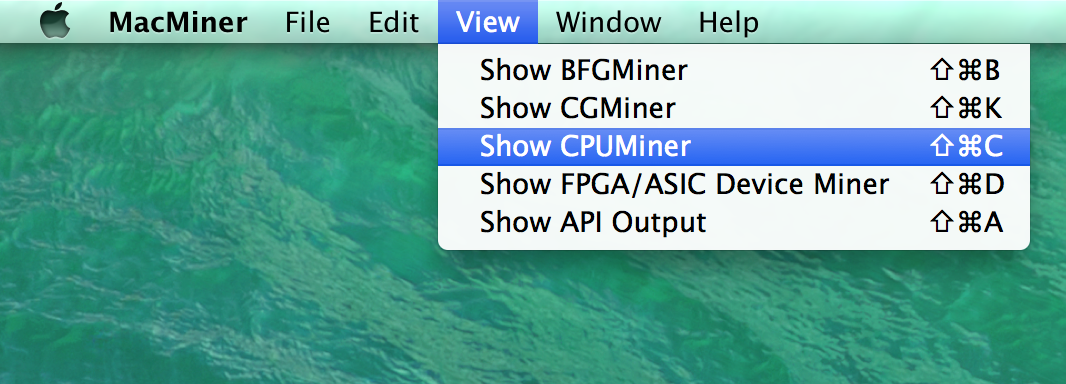 MacMiner File Edit View Window Help
Show BFGMiner ⇧⌘B
Show CGMiner ⇧⌘K
Show CPUMiner ⇧⌘C
Show FPGA/ASIC Device Miner ⇧⌘D
Show API Output ⇧⌘A